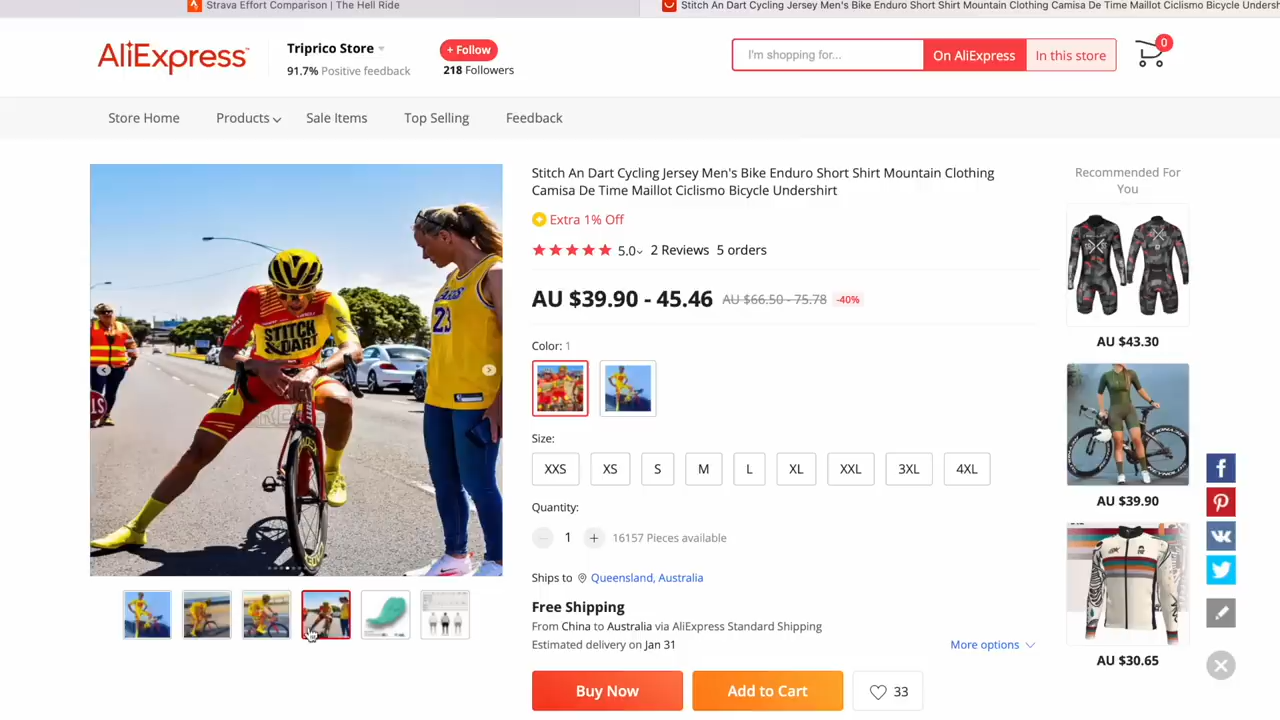 Strava Effort Comparison | The Hell Ride
Stitch An Dart Cycling Jersey Men's Bike Enduro Short Shirt Mountain Clothing Camisa De Time Maillot Ciclismo Bicycle Undersh
AliExpress
Triprico Store
91.7% Positive feedback
+ Follow
218 Followers
I'm shopping for...
On AliExpress
In this store
0
Store Home
Products
Sale Items
Top Selling
Feedback
STITCH
& DART
23
Stitch An Dart Cycling Jersey Men's Bike Enduro Short Shirt Mountain Clothing
Camisa De Time Maillot Ciclismo Bicycle Undershirt
Extra 1% Off
5.0 2 Reviews 5 orders
AU $39.90 - 45.46 AU $66.50 - 75.78 -40%
Color: 1
Size:
XXS XS S M L XL XXL 3XL 4XL
Quantity:
1 + 16157 Pieces available
Ships to Queensland, Australia
Free Shipping
From China to Australia via AliExpress Standard Shipping
Estimated delivery on Jan 31
More options
Buy Now
Add to Cart
33
Recommended For
You
AU $43.30
AU $39.90
AU $30.65